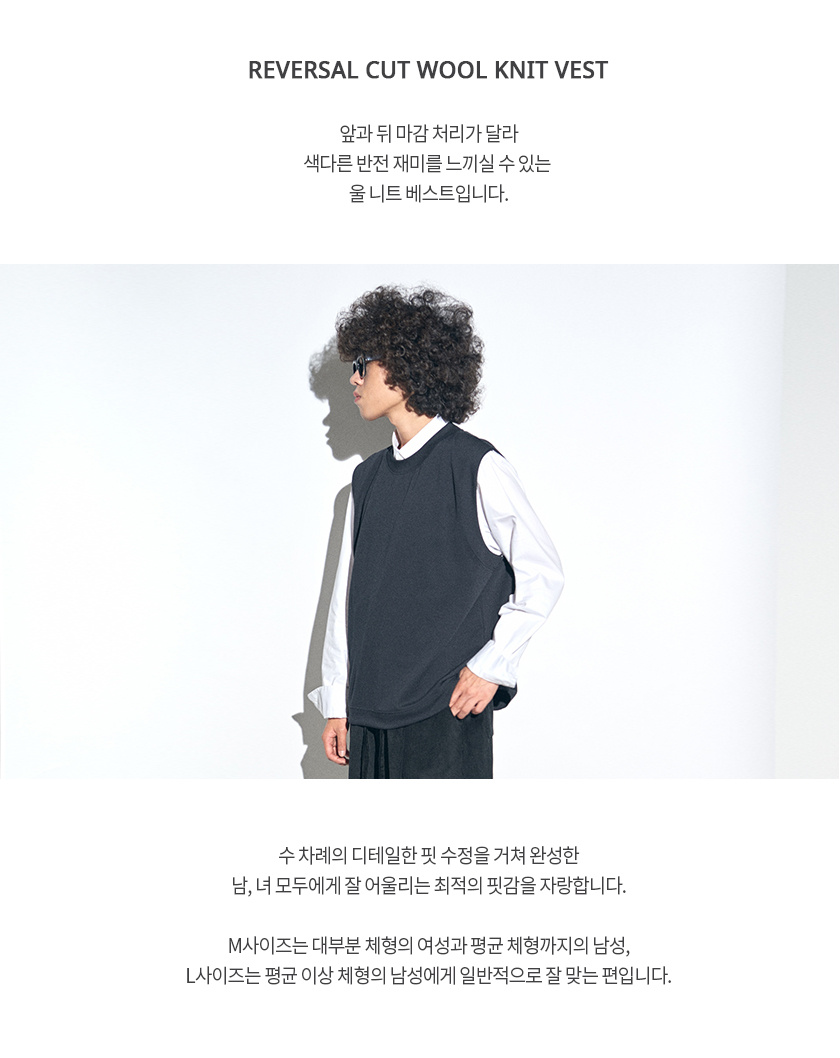 REVERSAL CUT WOOL KNIT VEST
앞과 뒤 마감 처리가 달라
색다른 반전 재미를 느끼실 수 있는
울 니트 베스트입니다.
수 차례의 디테일한 핏 수정을 거쳐 완성한
남, 녀 모두에게 잘 어울리는 최적의 핏감을 자랑합니다.
M사이즈는 대부분 체형의 여성과 평균 체형까지의 남성,
L사이즈는 평균 이상 체형의 남성에게 일반적으로 잘 맞는 편입니다.